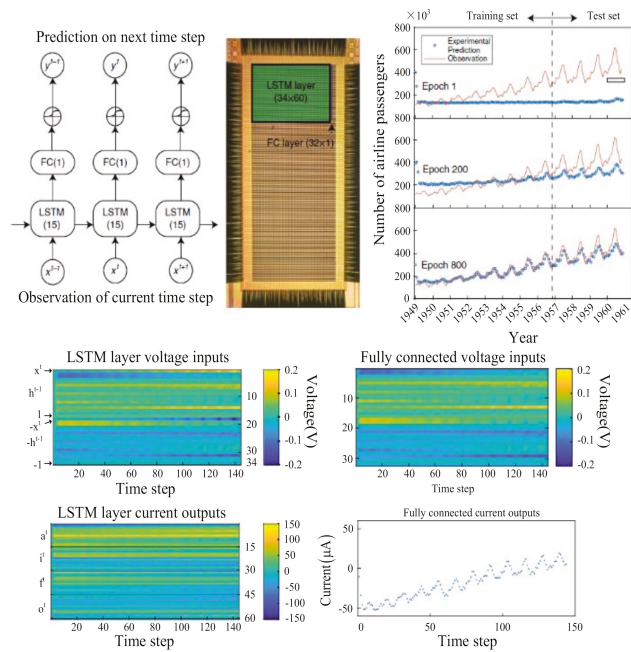 Prediction on next time step
y^{t-1} y^t y^{t+1}
FC(1) FC(1) FC(1)
LSTM (15) LSTM (15) LSTM (15)
x^{t-1} x^t x^{t+1}
Observation of current time step
LSTM layer
(34×60)
FC layer (32×1)
×10³
Training set Test set
Number of airline passengers
800
600
400
200
0
Experimental
Prediction
Observation
Epoch 1
800
600
400
200
0
Epoch 200
800
600
400
200
0
Epoch 800
1949 1950 1951 1952 1953 1954 1955 1956 1957 1958 1959 1960 1961
Year
LSTM layer voltage inputs
x^t
h^{t-1}
1
-x^t
-h^{t-1}
-1
10
20
30
34
20 40 60 80 100 120 140
Time step
0.2
0.1
0
-0.1
-0.2
Voltage(V)
Fully connected voltage inputs
10
20
30
20 40 60 80 100 120 140
Time step
0.2
0.1
0
-0.1
-0.2
Voltage(V)
LSTM layer current outputs
a^t
i^t
f^t
o^t
15
30
45
60
20 40 60 80 100 120 140
Time step
150
100
50
0
-50
-100
-150
Fully connected current outputs
Current(μA)
50
0
-50
0 50 100 150
Time step